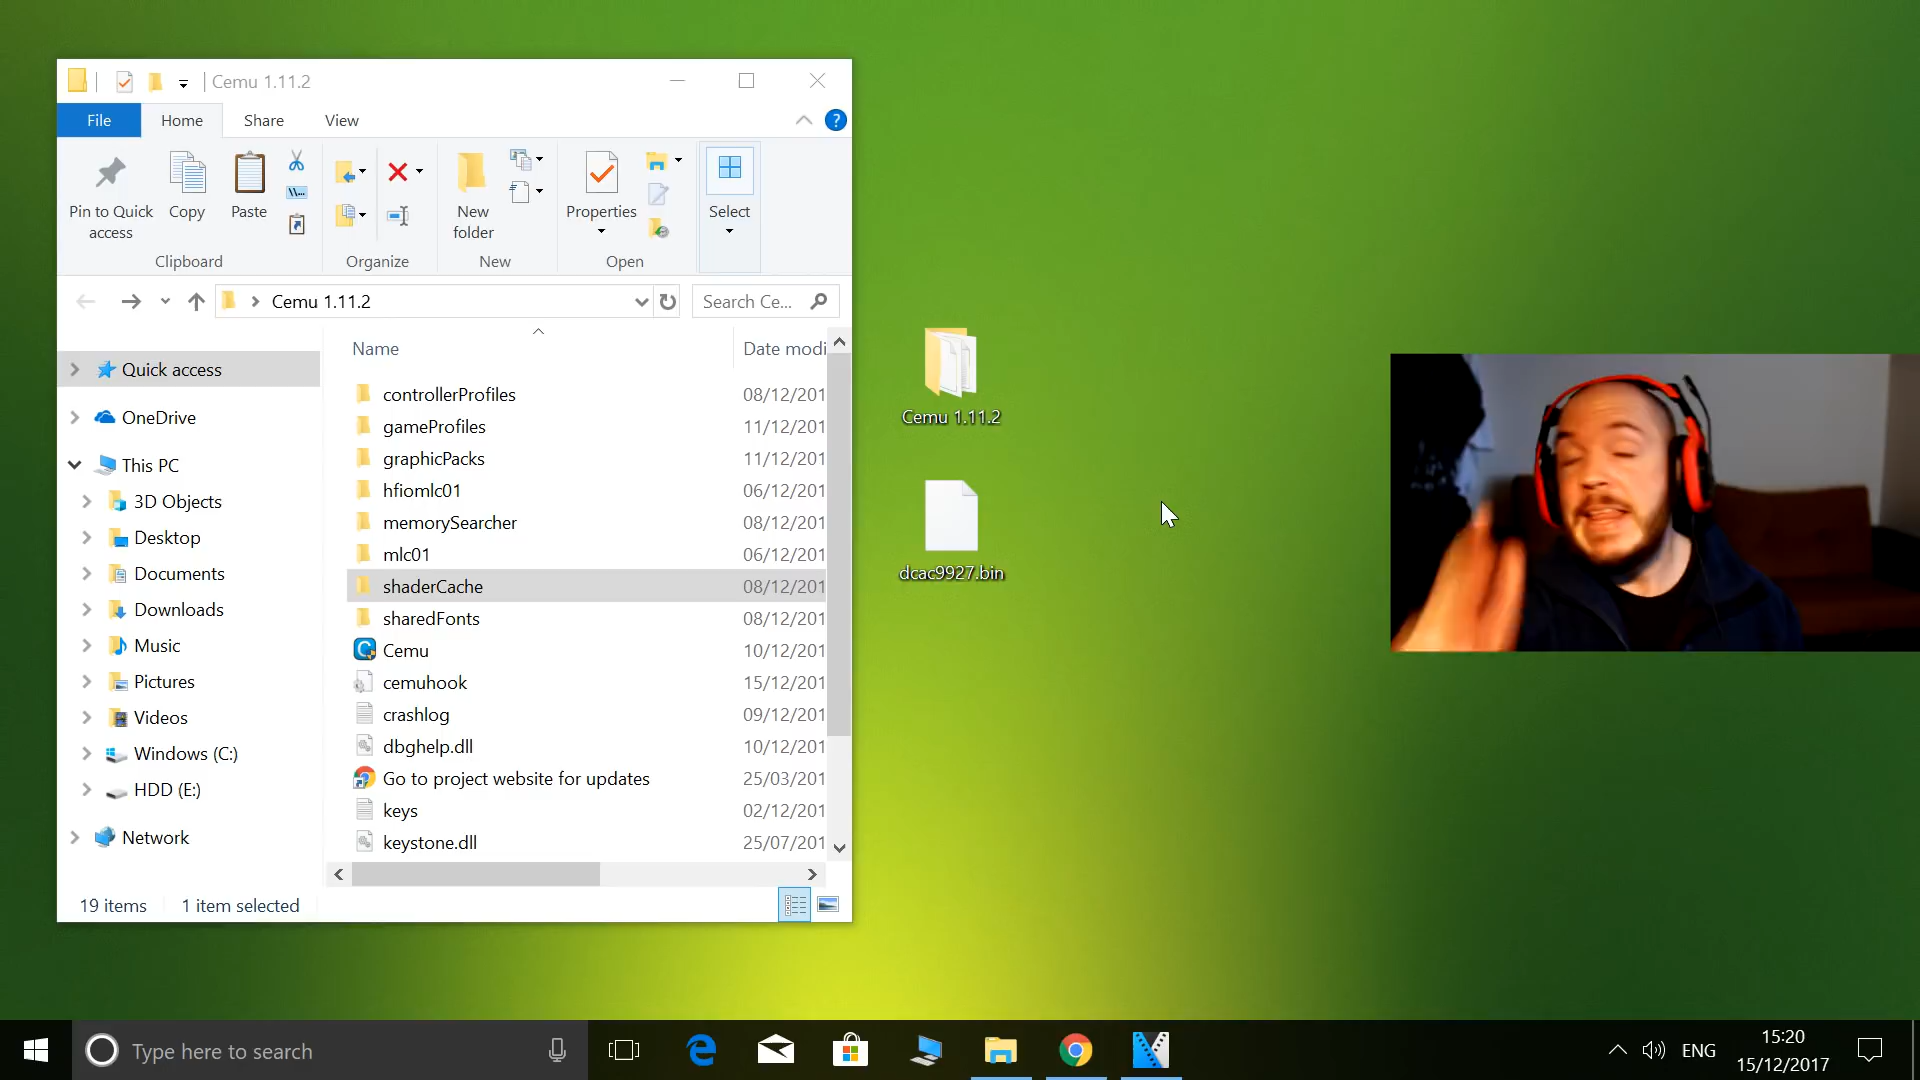 Cemu 1.11.2
File Home Share View
Pin to Quick access
Copy
Paste
New folder
Properties
Select
Clipboard Organize New Open
Cemu 1.11.2
Search Ce...
Name Date modi
Quick access
OneDrive
This PC
3D Objects
Desktop
Documents
Downloads
Music
Pictures
Videos
Windows (C:)
HDD (E:)
Network
controllerProfiles 08/12/201
gameProfiles 11/12/201
graphicPacks 11/12/201
hfiomlc01 06/12/201
memorySearcher 08/12/201
mlc01 06/12/201
shaderCache 08/12/201
sharedFonts 08/12/201
Cemu 10/12/201
cemuhook 15/12/201
crashlog 09/12/201
dbghelp.dll 10/12/201
Go to project website for updates 25/03/201
keys 02/12/201
keystone.dll 25/07/201
19 items 1 item selected
Cemu 1.11.2
dcac9927.bin
Type here to search
ENG
15:20
15/12/2017